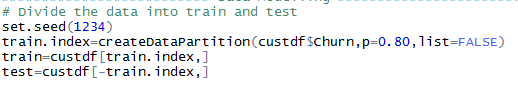 # Divide the data into train and test
set.seed(1234)
train.index=createDataPartition(custdf$Churn,p=0.80,list=FALSE)
train=custdf[train.index,]
test=custdf[-train.index,]